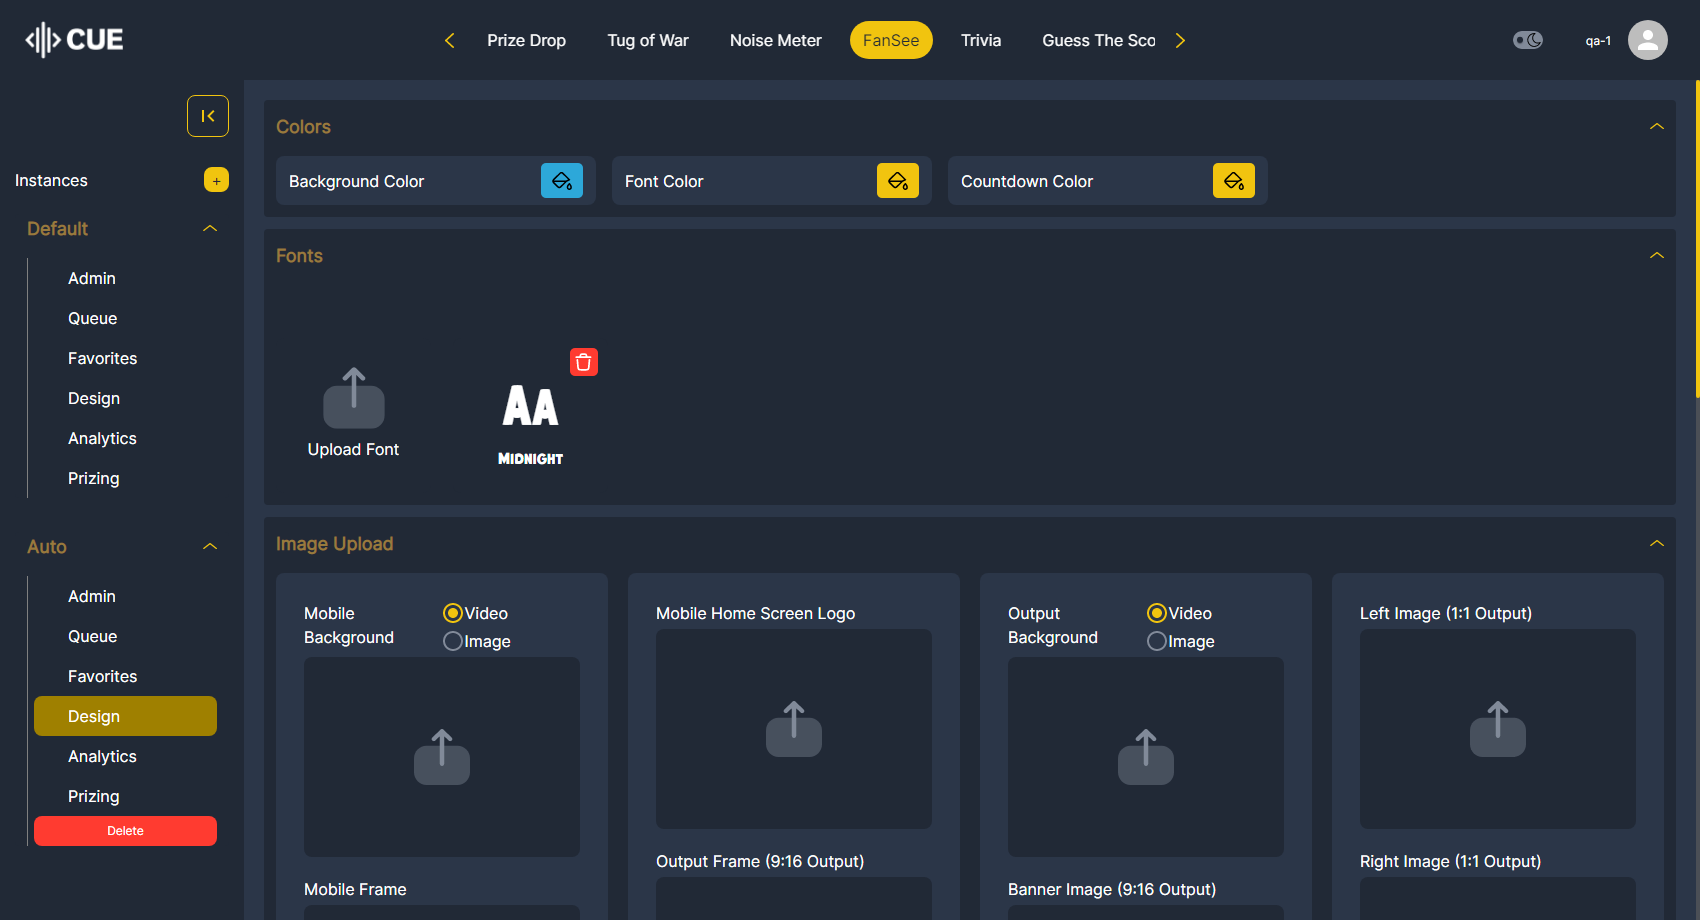 CUE
Prize Drop
Tug of War
Noise Meter
FanSee
Trivia
Guess The Sco
qa-1
Instances
+
Default
Admin
Queue
Favorites
Design
Analytics
Prizing
Auto
Admin
Queue
Favorites
Design
Analytics
Prizing
Delete
Colors
Background Color
Font Color
Countdown Color
Fonts
Upload Font
AA
MIDNIGHT
Image Upload
Mobile
Background
Video
Image
Mobile Home Screen Logo
Output
Background
Video
Image
Left Image (1:1 Output)
Output Frame (9:16 Output)
Right Image (1:1 Output)
Mobile Frame
Banner Image (9:16 Output)